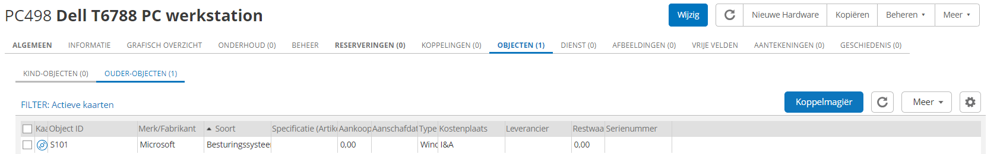 PC498 Dell T6788 PC werkstation
Wijzig Nieuwe Hardware Kopiëren Beheren Meer
ALGEMEEN INFORMATIE GRAFISCH OVERZICHT ONDERHOUD (0) BEHEER RESERVERINGEN (0) KOPPELINGEN (0) OBJECTEN (1) DIENST (0) AFBEELDINGEN (0) VRIJE VELDEN AANTEKENINGEN (0) GESCHIEDENIS (0)
KIND-OBJECTEN (0) OUDER-OBJECTEN (1)
FILTER: Actieve kaarten Koppelmagiër Meer
Kaa Object ID Merk/Fabrikant Soort Specificatie (Artike Aankoop Aanschafdat Type Kostenplaats Leverancier Restwaa Serienummer
S101 Microsoft Besturingssysteem 0,00 Wind I&A 0,00